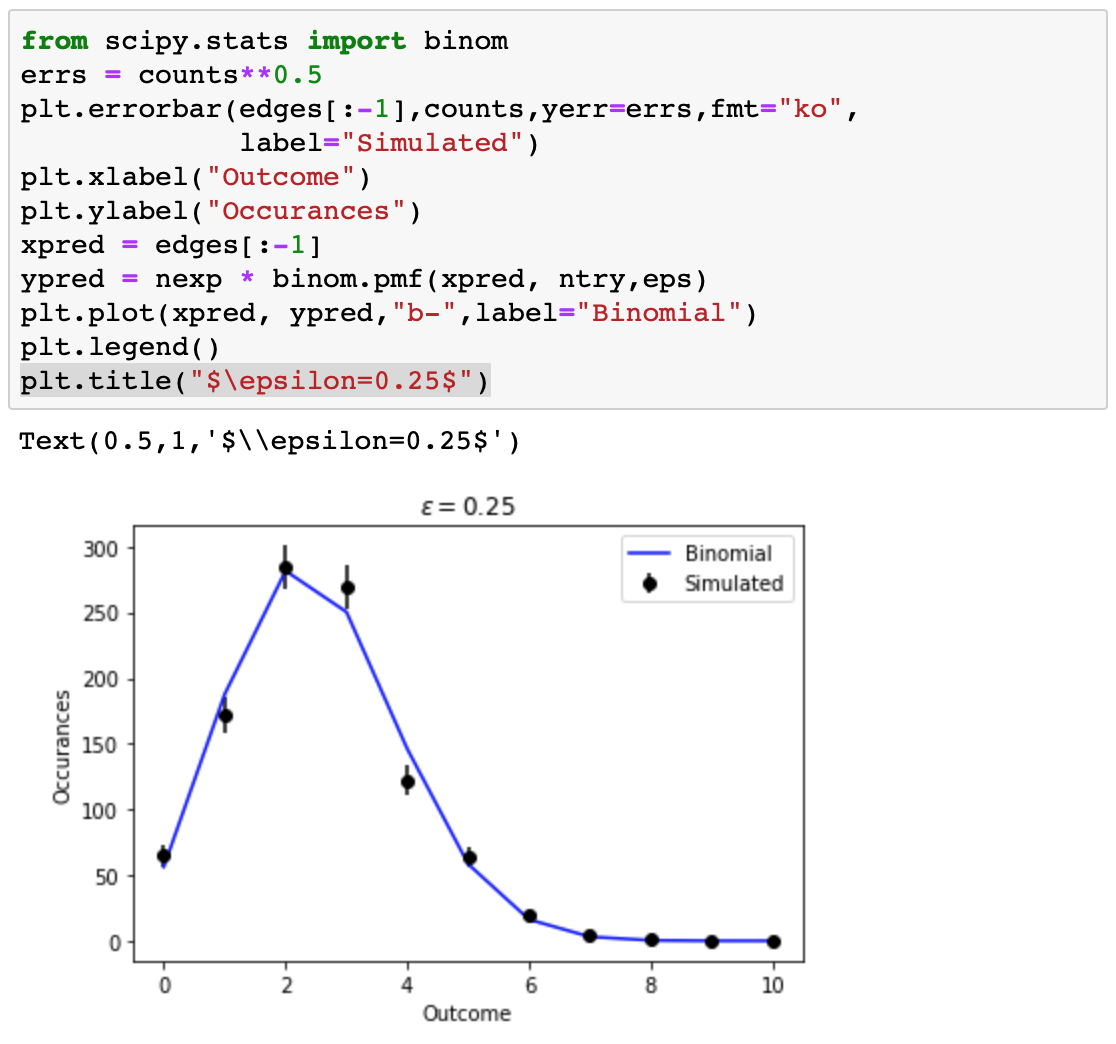 from scipy.stats import binom
errs = counts**0.5
plt.errorbar(edges[:-1],counts,yerr=errs,fmt="ko",
             label="Simulated")
plt.xlabel("Outcome")
plt.ylabel("Occurances")
xpred = edges[:-1]
ypred = nexp * binom.pmf(xpred, ntry,eps)
plt.plot(xpred, ypred,"b-",label="Binomial")
plt.legend()
plt.title("$\epsilon=0.25$")
Text(0.5,1,'$\\epsilon=0.25$')
ε = 0.25
Binomial
Simulated
300
250
200
150
100
50
0
Occurances
0 2 4 6 8 10
Outcome